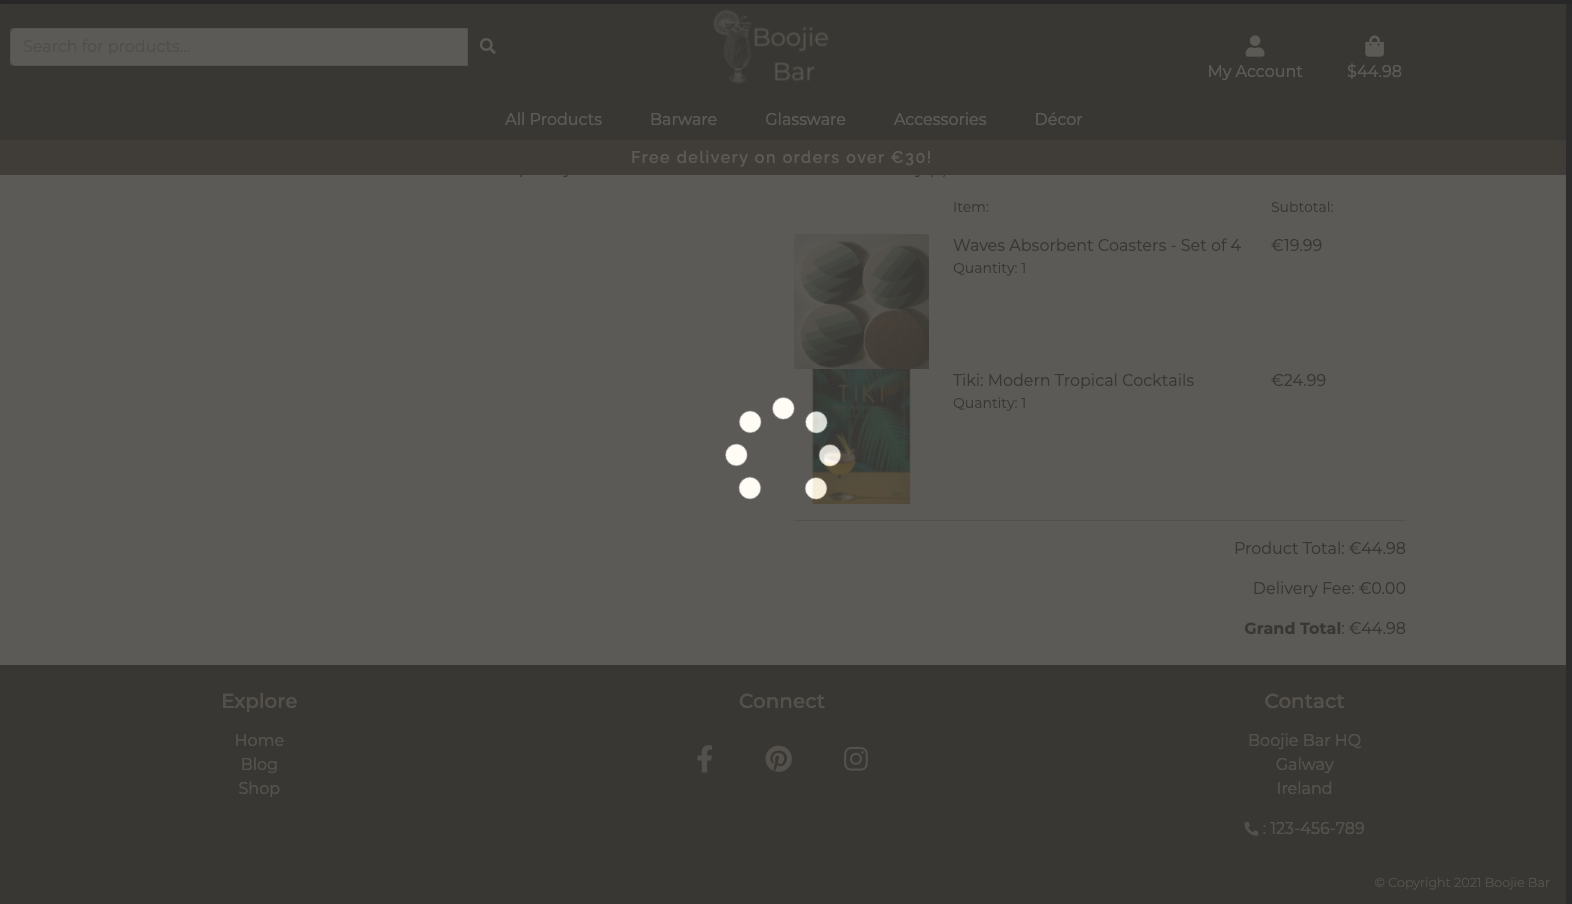 Search for products...
Boojie
Bar
My Account
$44.98
All Products
Barware
Glassware
Accessories
Décor
Free delivery on orders over €30!
Item:
Subtotal:
Waves Absorbent Coasters - Set of 4
€19.99
Quantity: 1
TIKI
Tiki: Modern Tropical Cocktails
€24.99
Quantity: 1
Product Total: €44.98
Delivery Fee: €0.00
Grand Total: €44.98
Explore
Home
Blog
Shop
Connect
Contact
Boojie Bar HQ
Galway
Ireland
: 123-456-789
© Copyright 2021 Boojie Bar